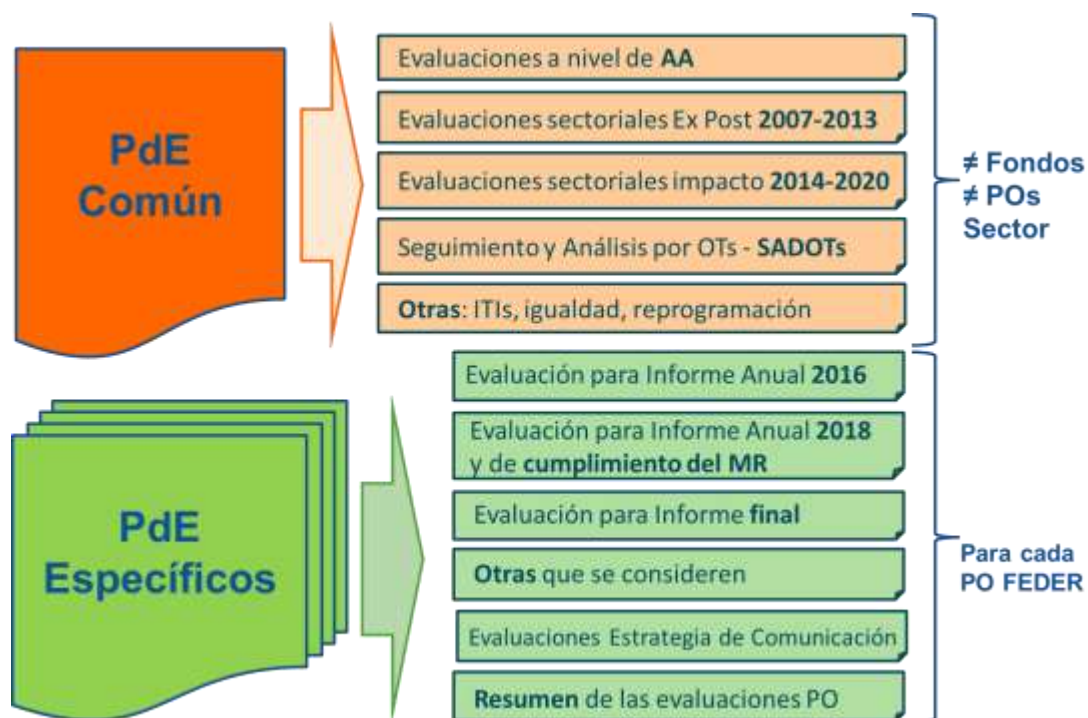 PdE
Común
Evaluaciones a nivel de AA
Evaluaciones sectoriales Ex Post 2007-2013
Evaluaciones sectoriales impacto 2014-2020
Seguimiento y Análisis por OTs - SADOTs
Otras: ITIs, igualdad, reprogramación
≠ Fondos
≠ POs
Sector
PdE
Específicos
Evaluación para Informe Anual 2016
Evaluación para Informe Anual 2018
y de cumplimiento del MR
Evaluación para Informe final
Otras que se consideren
Evaluaciones Estrategia de Comunicación
Resumen de las evaluaciones PO
Para cada
PO FEDER